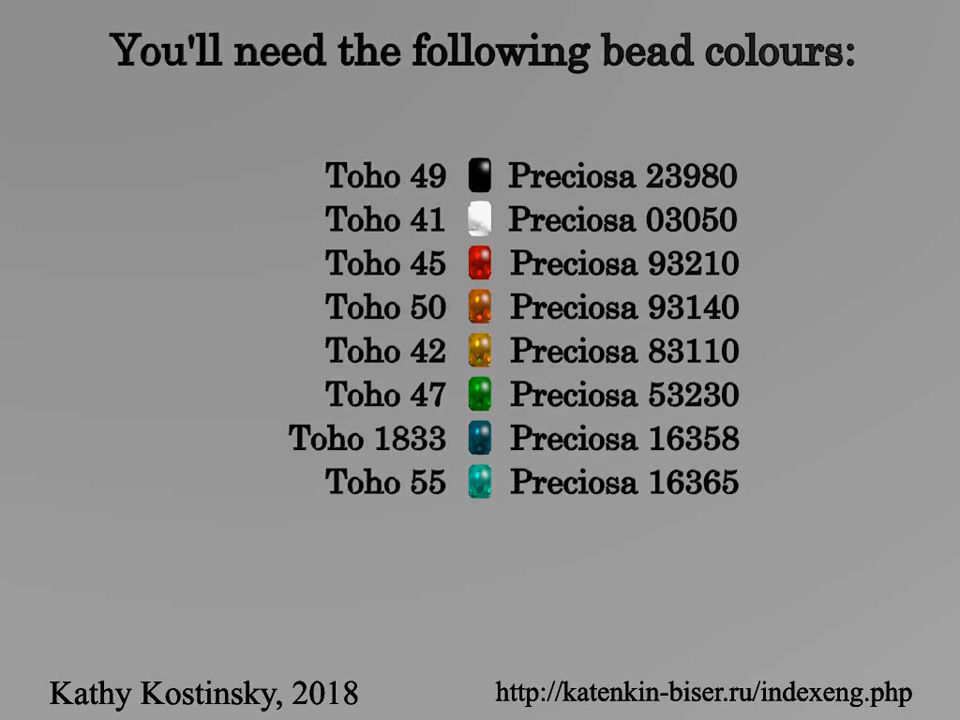 You'll need the following bead colours:
Toho 49 Preciosa 23980
Toho 41 Preciosa 03050
Toho 45 Preciosa 93210
Toho 50 Preciosa 93140
Toho 42 Preciosa 83110
Toho 47 Preciosa 53230
Toho 1833 Preciosa 16358
Toho 55 Preciosa 16365
Kathy Kostinsky, 2018 http://katenkin-biser.ru/indexeng.php